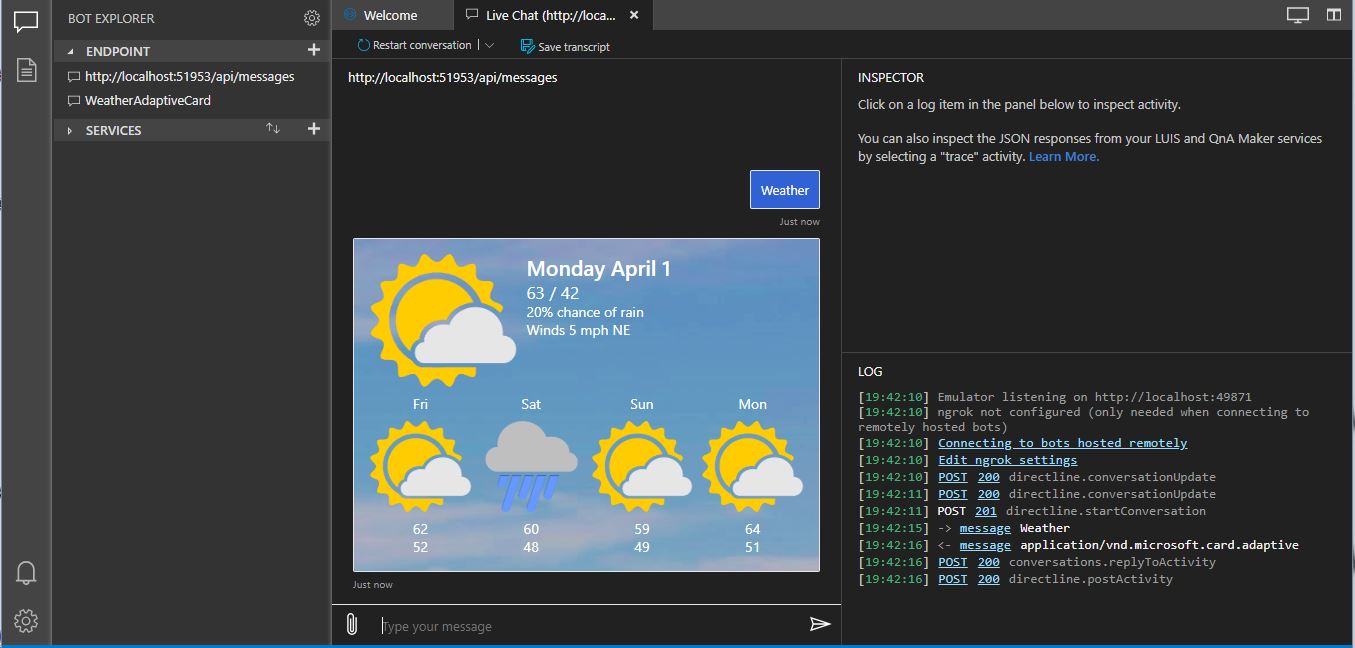 BOT EXPLORER
ENDPOINT
http://localhost:51953/api/messages
WeatherAdaptiveCard
SERVICES
Welcome
Live Chat (http://loca...
Restart conversation
Save transcript
http://localhost:51953/api/messages
Weather
Just now
Monday April 1
63 / 42
20% chance of rain
Winds 5 mph NE
Fri Sat Sun Mon
62 60 59 64
52 48 49 51
Just now
Type your message
INSPECTOR
Click on a log item in the panel below to inspect activity.
You can also inspect the JSON responses from your LUIS and QnA Maker services
by selecting a "trace" activity. Learn More.
LOG
[19:42:10] Emulator listening on http://localhost:49871
[19:42:10] ngrok not configured (only needed when connecting to
remotely hosted bots)
[19:42:10] Connecting to bots hosted remotely
[19:42:10] Edit ngrok settings
[19:42:10] POST 200 directline.conversationUpdate
[19:42:11] POST 200 directline.conversationUpdate
[19:42:11] POST 201 directline.startConversation
[19:42:15] -> message Weather
[19:42:16] <- message application/vnd.microsoft.card.adaptive
[19:42:16] POST 200 conversations.replyToActivity
[19:42:16] POST 200 directline.postActivity